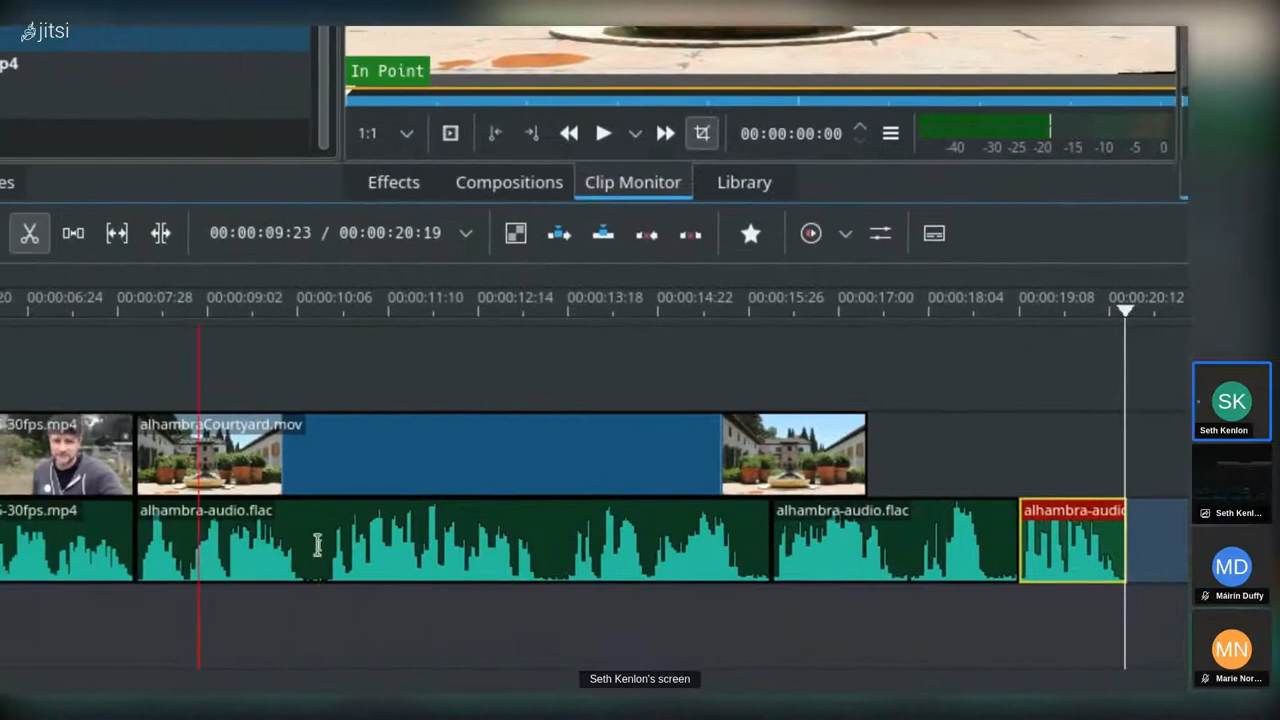 jitsi
p4
In Point
1:1
00:00:00:00
-40 -30 -25 -20 -15 -10 -5 0
es
Effects Compositions Clip Monitor Library
00:00:09:23 / 00:00:20:19
20 00:00:06:24 00:00:07:28 00:00:09:02 00:00:10:06 00:00:11:10 00:00:12:14 00:00:13:18 00:00:14:22 00:00:15:26 00:00:17:00 00:00:18:04 00:00:19:08 00:00:20:12
-30fps.mp4 alhambraCourtyard.mov
-30fps.mp4 alhambra-audio.flac alhambra-audio.flac alhambra-audio
SK
Seth Kenlon
Seth Kenl...
MD
Máirín Duffy
MN
Marie Nor...
Seth Kenlon's screen